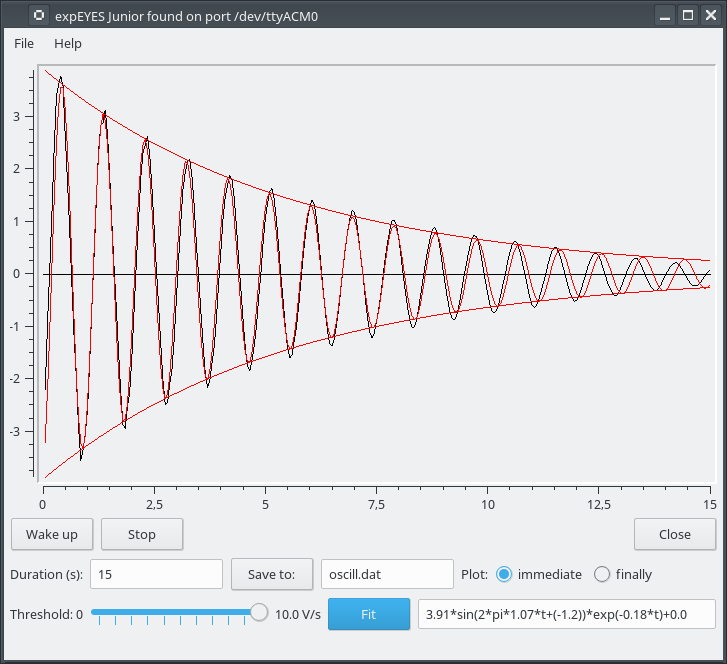 expEYES Junior found on port /dev/ttyACM0
File Help
3
2
1
0
-1
-2
-3
0 2,5 5 7,5 10 12,5 15
Wake up Stop Close
Duration (s): 15 Save to: oscill.dat Plot: immediate finally
Threshold: 0 10.0 V/s Fit 3.91*sin(2*pi*1.07*t+(-1.2))*exp(-0.18*t)+0.0